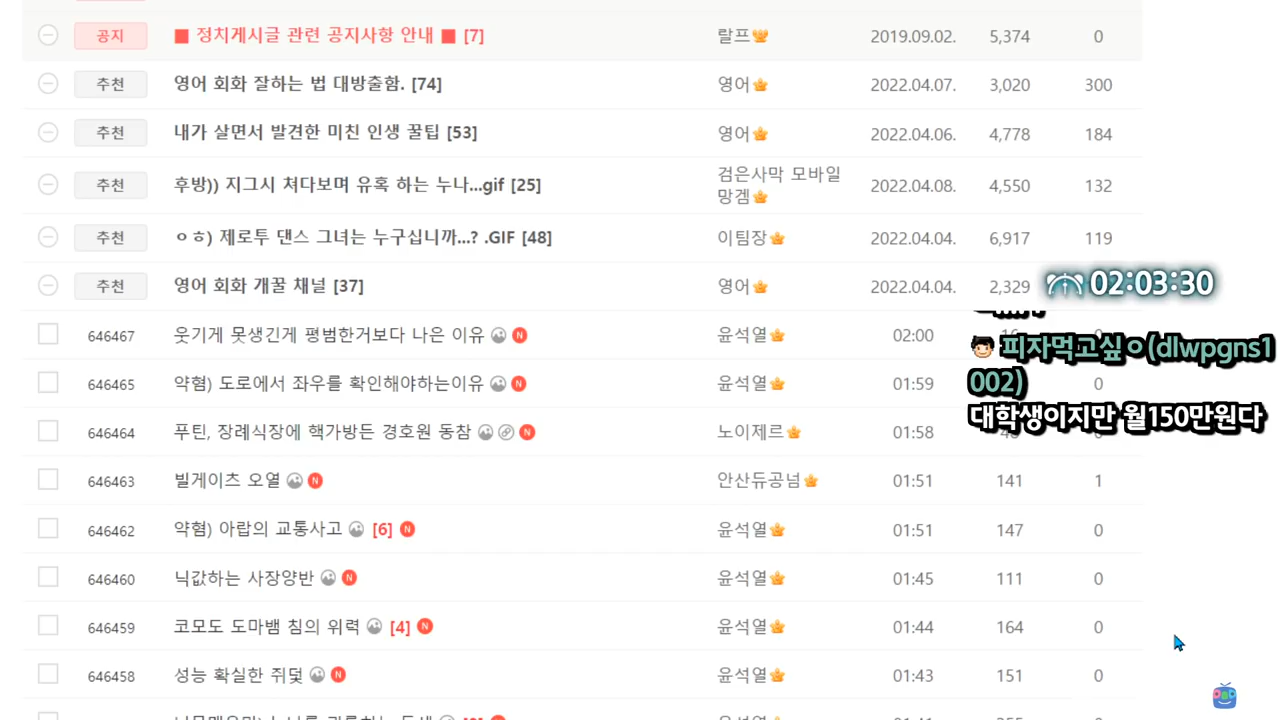 공지 ■ 정치게시글 관련 공지사항 안내 ■ [7] 랄프 2019.09.02. 5,374 0
추천 영어 회화 잘하는 법 대방출함. [74] 영어 2022.04.07. 3,020 300
추천 내가 살면서 발견한 미친 인생 꿀팁 [53] 영어 2022.04.06. 4,778 184
추천 후방)) 지그시 쳐다보며 유혹 하는 누나...gif [25] 검은사막 모바일 2022.04.08. 4,550 132
망겜
추천 ㅇㅎ) 제로투 댄스 그녀는 누구십니까...? .GIF [48] 이팀장 2022.04.04. 6,917 119
추천 영어 회화 개꿀 채널 [37] 영어 2022.04.04. 2,329
02:03:30
646467 웃기게 못생긴게 평범한거보다 나은 이유 N 윤석열 02:00
피자먹고싶ㅇ(dlwpgns1
002)
646465 약혐) 도로에서 좌우를 확인해야하는이유 N 윤석열 01:59 0
대학생이지만 월150만원다
646464 푸틴, 장례식장에 핵가방든 경호원 동참 N 노이제르 01:58
646463 빌게이츠 오열 N 안산듀공넘 01:51 141 1
646462 약혐) 아랍의 교통사고 [6] N 윤석열 01:51 147 0
646460 닉값하는 사장양반 N 윤석열 01:45 111 0
646459 코모도 도마뱀 침의 위력 [4] N 윤석열 01:44 164 0
646458 성능 확실한 쥐덫 N 윤석열 01:43 151 0